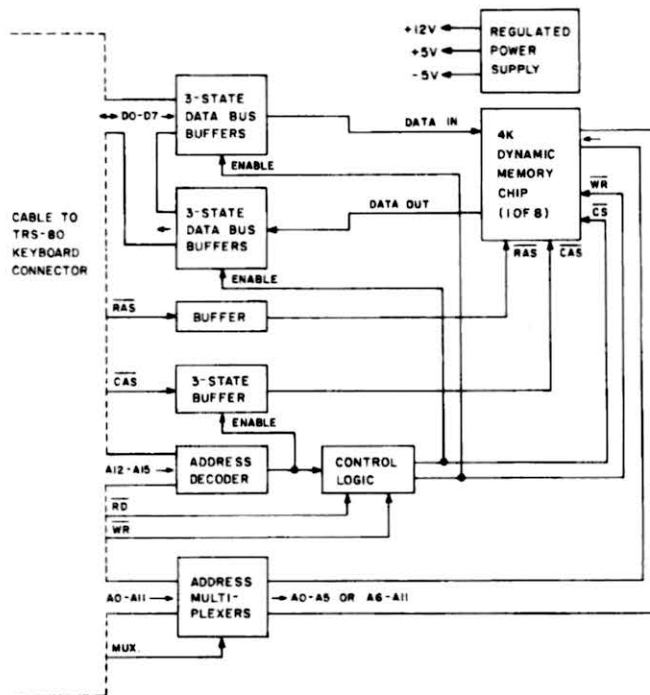 +12V
+5V
-5V
REGULATED
POWER
SUPPLY
3-STATE
DATA BUS
BUFFERS
D0-D7
DATA IN
4K
DYNAMIC
MEMORY
CHIP
(1 OF 8)
ENABLE
WR
CS
3-STATE
DATA BUS
BUFFERS
DATA OUT
RAS
CAS
CABLE TO
TRS-80
KEYBOARD
CONNECTOR
ENABLE
RAS
BUFFER
CAS
3-STATE
BUFFER
ENABLE
A12-A15
ADDRESS
DECODER
CONTROL
LOGIC
RD
WR
A0-A11
ADDRESS
MULTI-
PLEXERS
A0-A5 OR A6-A11
MUX.